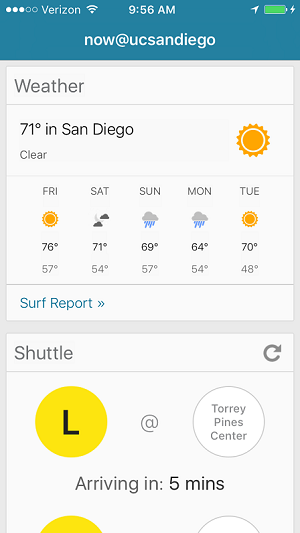 Verizon 9:56 AM
now@ucsandiego
Weather
71° in San Diego
Clear
FRI SAT SUN MON TUE
76° 71° 69° 64° 70°
57° 54° 57° 54° 48°
Surf Report »
Shuttle
L @ Torrey
Pines
Center
Arriving in: 5 mins